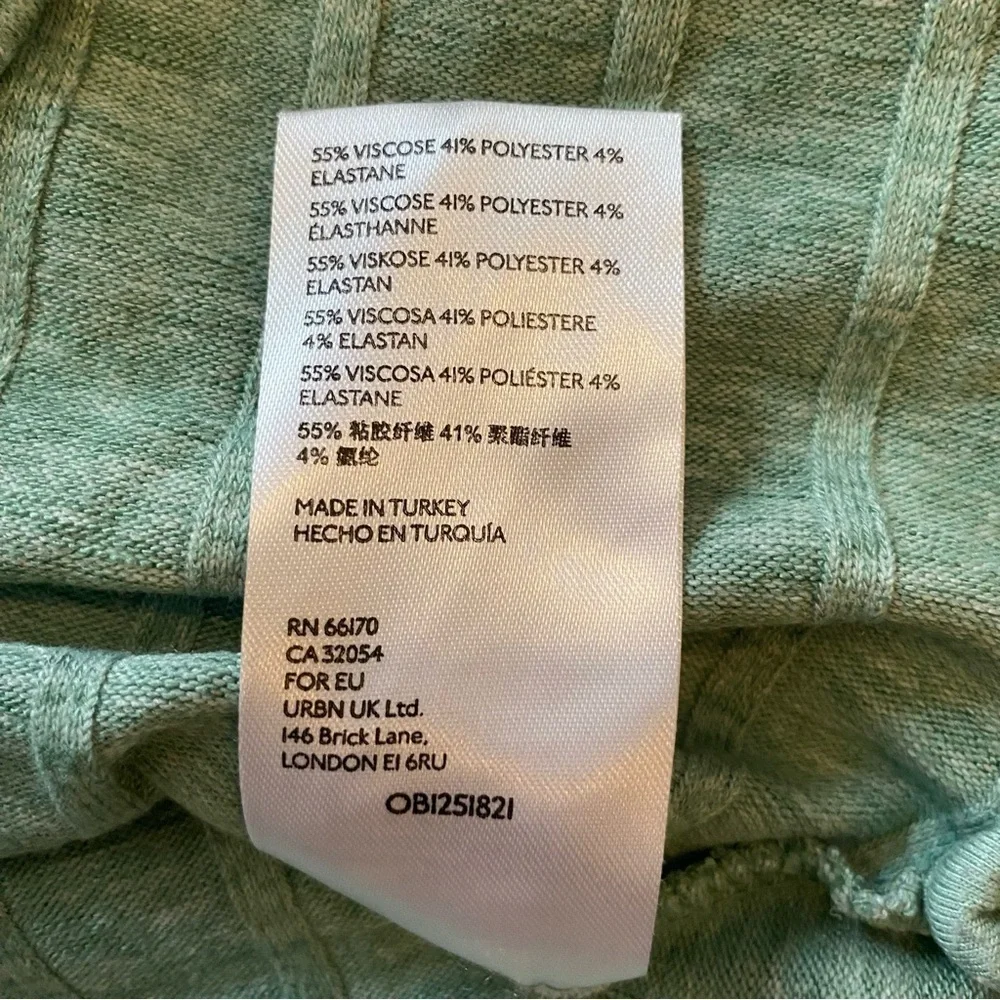 55% VISCOSE 41% POLYESTER 4%
ELASTANE
55% VISCOSE 41% POLYESTER 4%
ÉLASTHANNE
55% VISKOSE 41% POLYESTER 4%
ELASTAN
55% VISCOSA 41% POLIESTERE
4% ELASTAN
55% VISCOSA 41% POLIÉSTER 4%
ELASTANE
55% 粘胶纤维 41% 聚酯纤维
4% 氨纶
MADE IN TURKEY
HECHO EN TURQUÍA
RN 66170
CA 32054
FOR EU
URBN UK Ltd.
146 Brick Lane,
LONDON E1 6RU
OB1251821